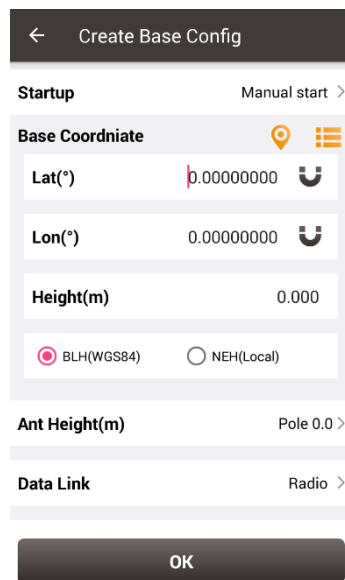 Create Base Config
Startup Manual start
Base Coordniate
Lat(°) 0.00000000
Lon(°) 0.00000000
Height(m) 0.000
BLH(WGS84) NEH(Local)
Ant Height(m) Pole 0.0
Data Link Radio
OK